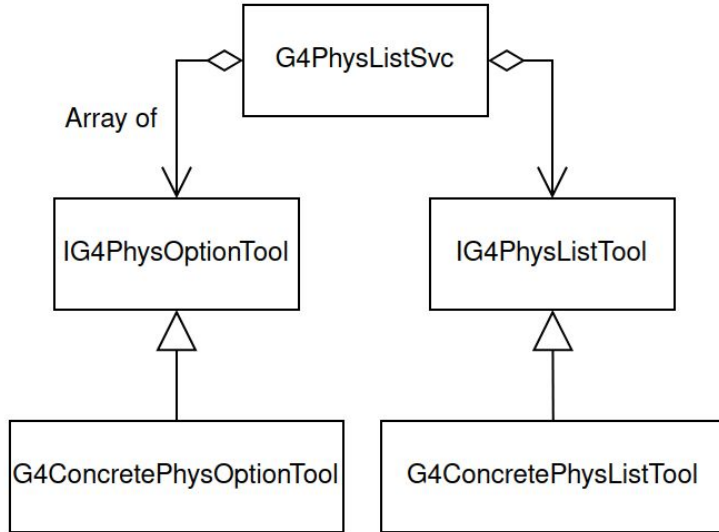 G4PhysListSvc
Array of
IG4PhysOptionTool
IG4PhysListTool
G4ConcretePhysOptionTool
G4ConcretePhysListTool